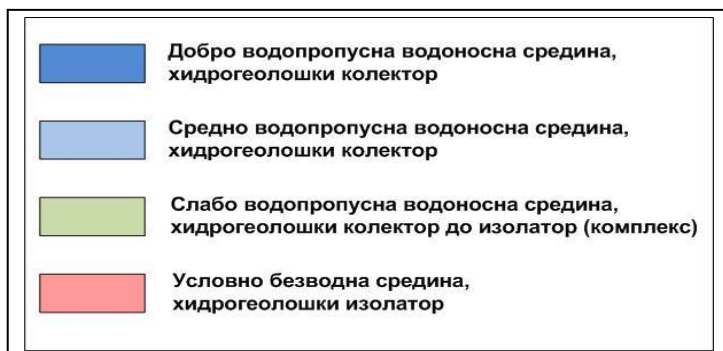 Добро водопропусна водоносна средина,
хидрогеолошки колектор
Средно водопропусна водоносна средина,
хидрогеолошки колектор
Слабо водопропусна водоносна средина,
хидрогеолошки колектор до изолатор (комплекс)
Условно безводна средина,
хидрогеолошки изолатор